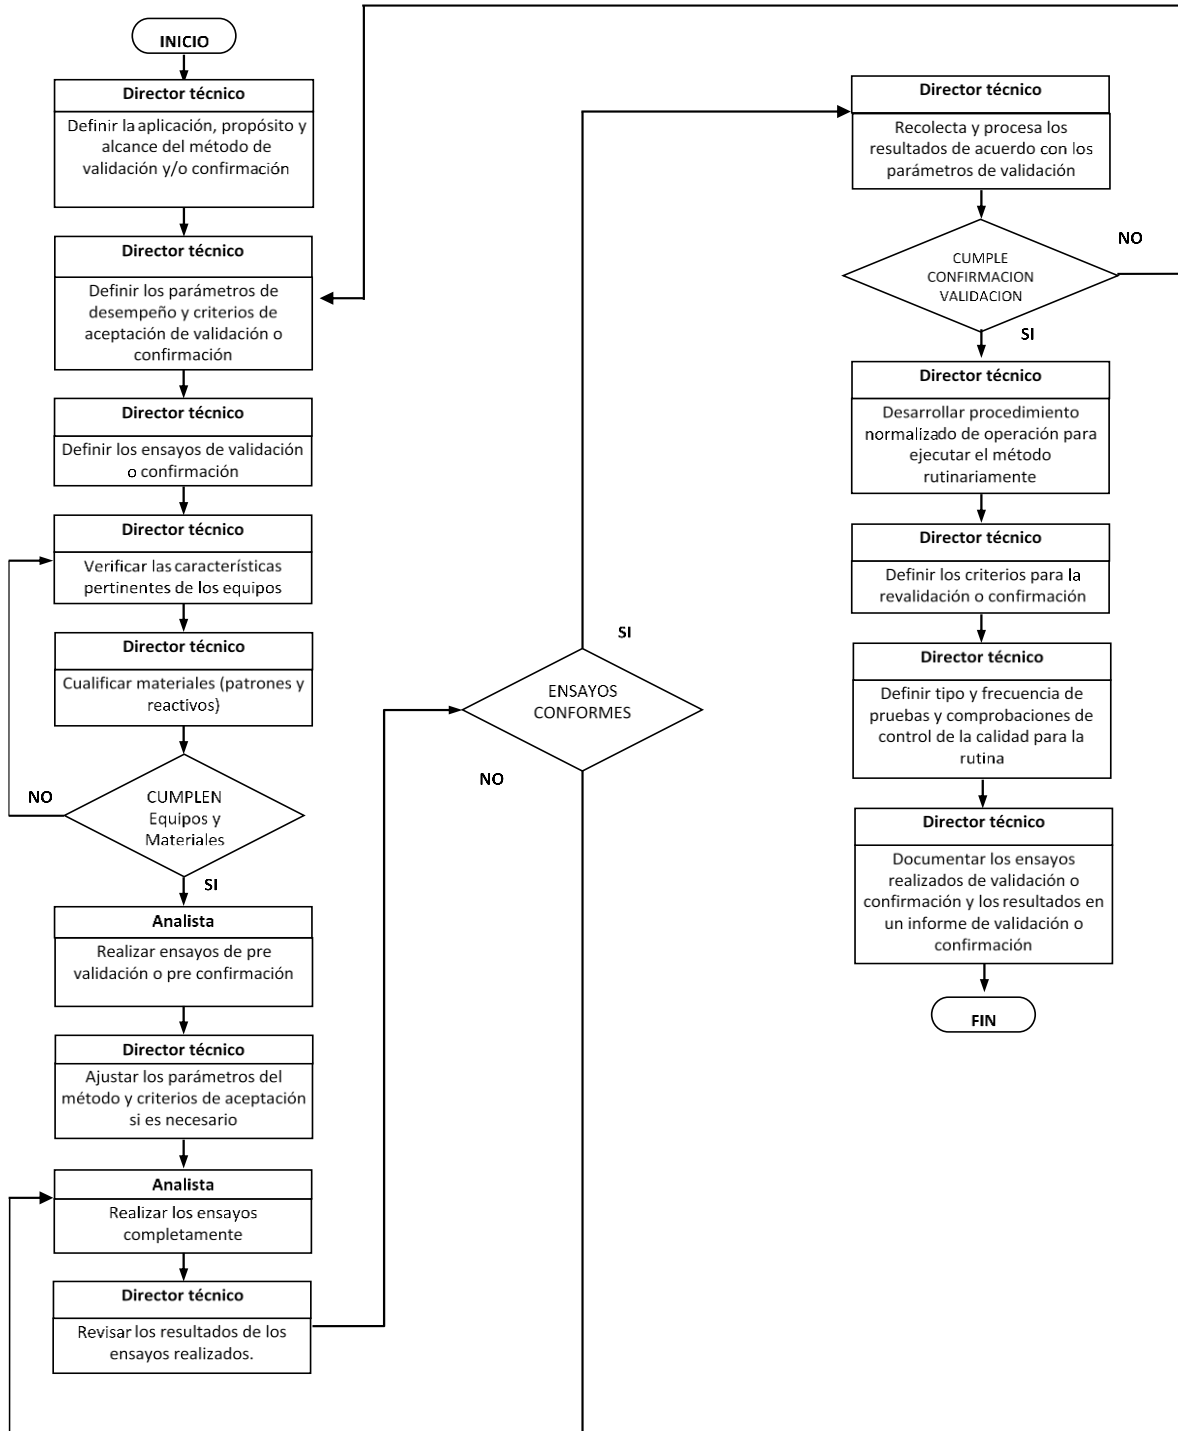 INICIO
Director técnico
Definir la aplicación, propósito y
alcance del método de
validación y/o confirmación
Director técnico
Definir los parámetros de
desempeño y criterios de
aceptación de validación o
confirmación
Director técnico
Definir los ensayos de validación
o confirmación
Director técnico
Verificar las características
pertinentes de los equipos
Director técnico
Cualificar materiales (patrones y
reactivos)
NO
CUMPLEN
Equipos y
Materiales
SI
Analista
Realizar ensayos de pre
validación o pre confirmación
Director técnico
Ajustar los parámetros del
método y criterios de aceptación
si es necesario
Analista
Realizar los ensayos
completamente
Director técnico
Revisar los resultados de los
ensayos realizados.
SI
ENSAYOS
CONFORMES
NO
Director técnico
Recolecta y procesa los
resultados de acuerdo con los
parámetros de validación
NO
CUMPLE
CONFIRMACION
VALIDACION
SI
Director técnico
Desarrollar procedimiento
normalizado de operación para
ejecutar el método
rutinariamente
Director técnico
Definir los criterios para la
revalidación o confirmación
Director técnico
Definir tipo y frecuencia de
pruebas y comprobaciones de
control de la calidad para la
rutina
Director técnico
Documentar los ensayos
realizados de validación o
confirmación y los resultados en
un informe de validación o
confirmación
FIN